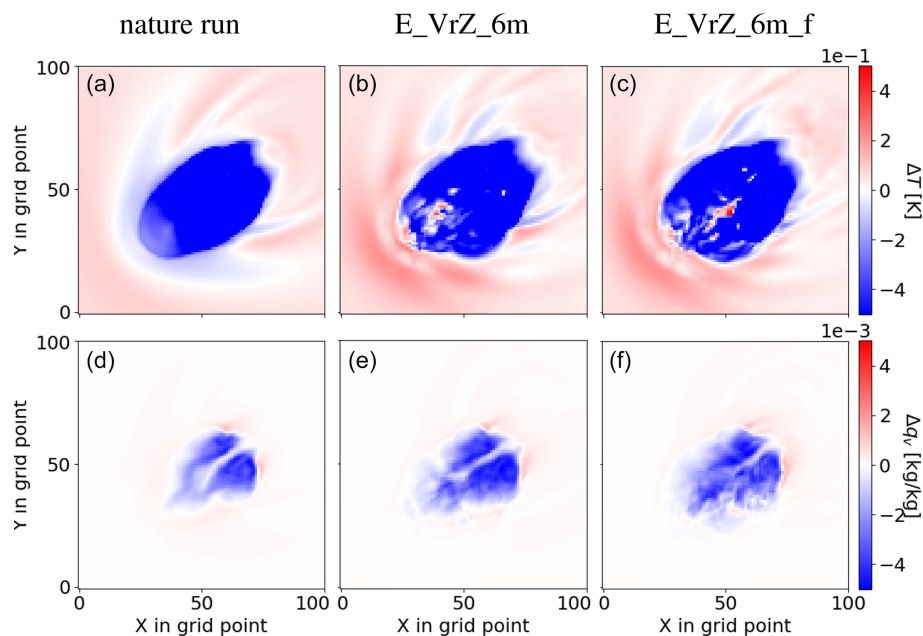 nature run E_VrZ_6m E_VrZ_6m_f
1e−1
(a) (b) (c)
100
50
0
Y in grid point
4
2
0
−2
−4
ΔT [K]
1e−3
(d) (e) (f)
100
50
0
Y in grid point
4
2
0
−2
−4
Δqv [kg/kg]
0 50 100 0 50 100 0 50 100
X in grid point X in grid point X in grid point